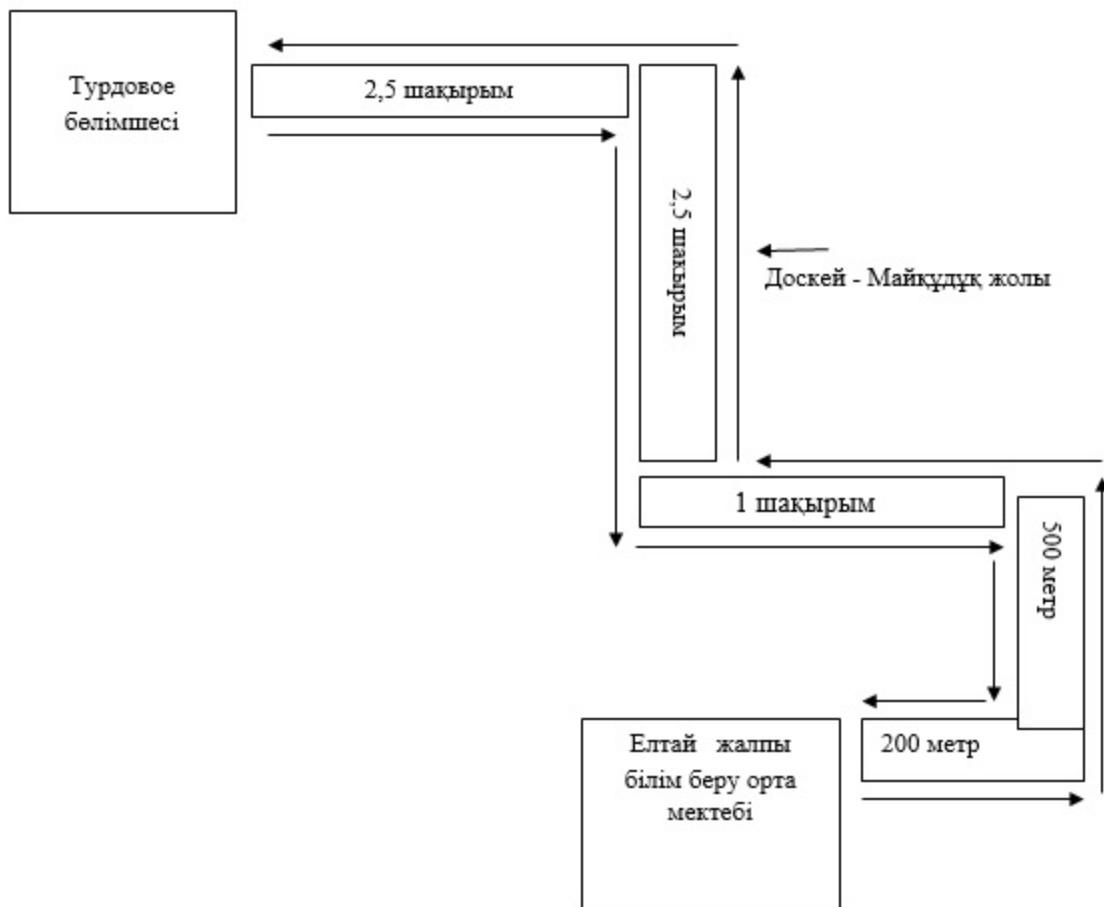 Турдовое
бөлімшесі
2,5 шақырым
2,5 шақырым
Доскей - Майқұдұқ жолы
1 шақырым
500 метр
Елтай жалпы
білім беру орта
мектебі
200 метр